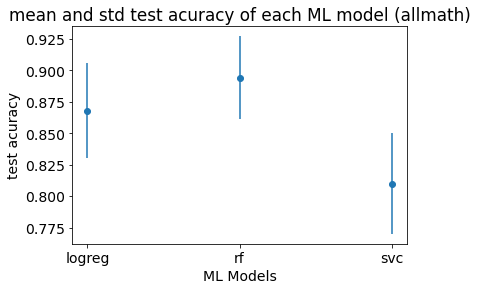 mean and std test acuracy of each ML model (allmath)
test acuracy
0.925
0.900
0.875
0.850
0.825
0.800
0.775
logreg rf svc
ML Models